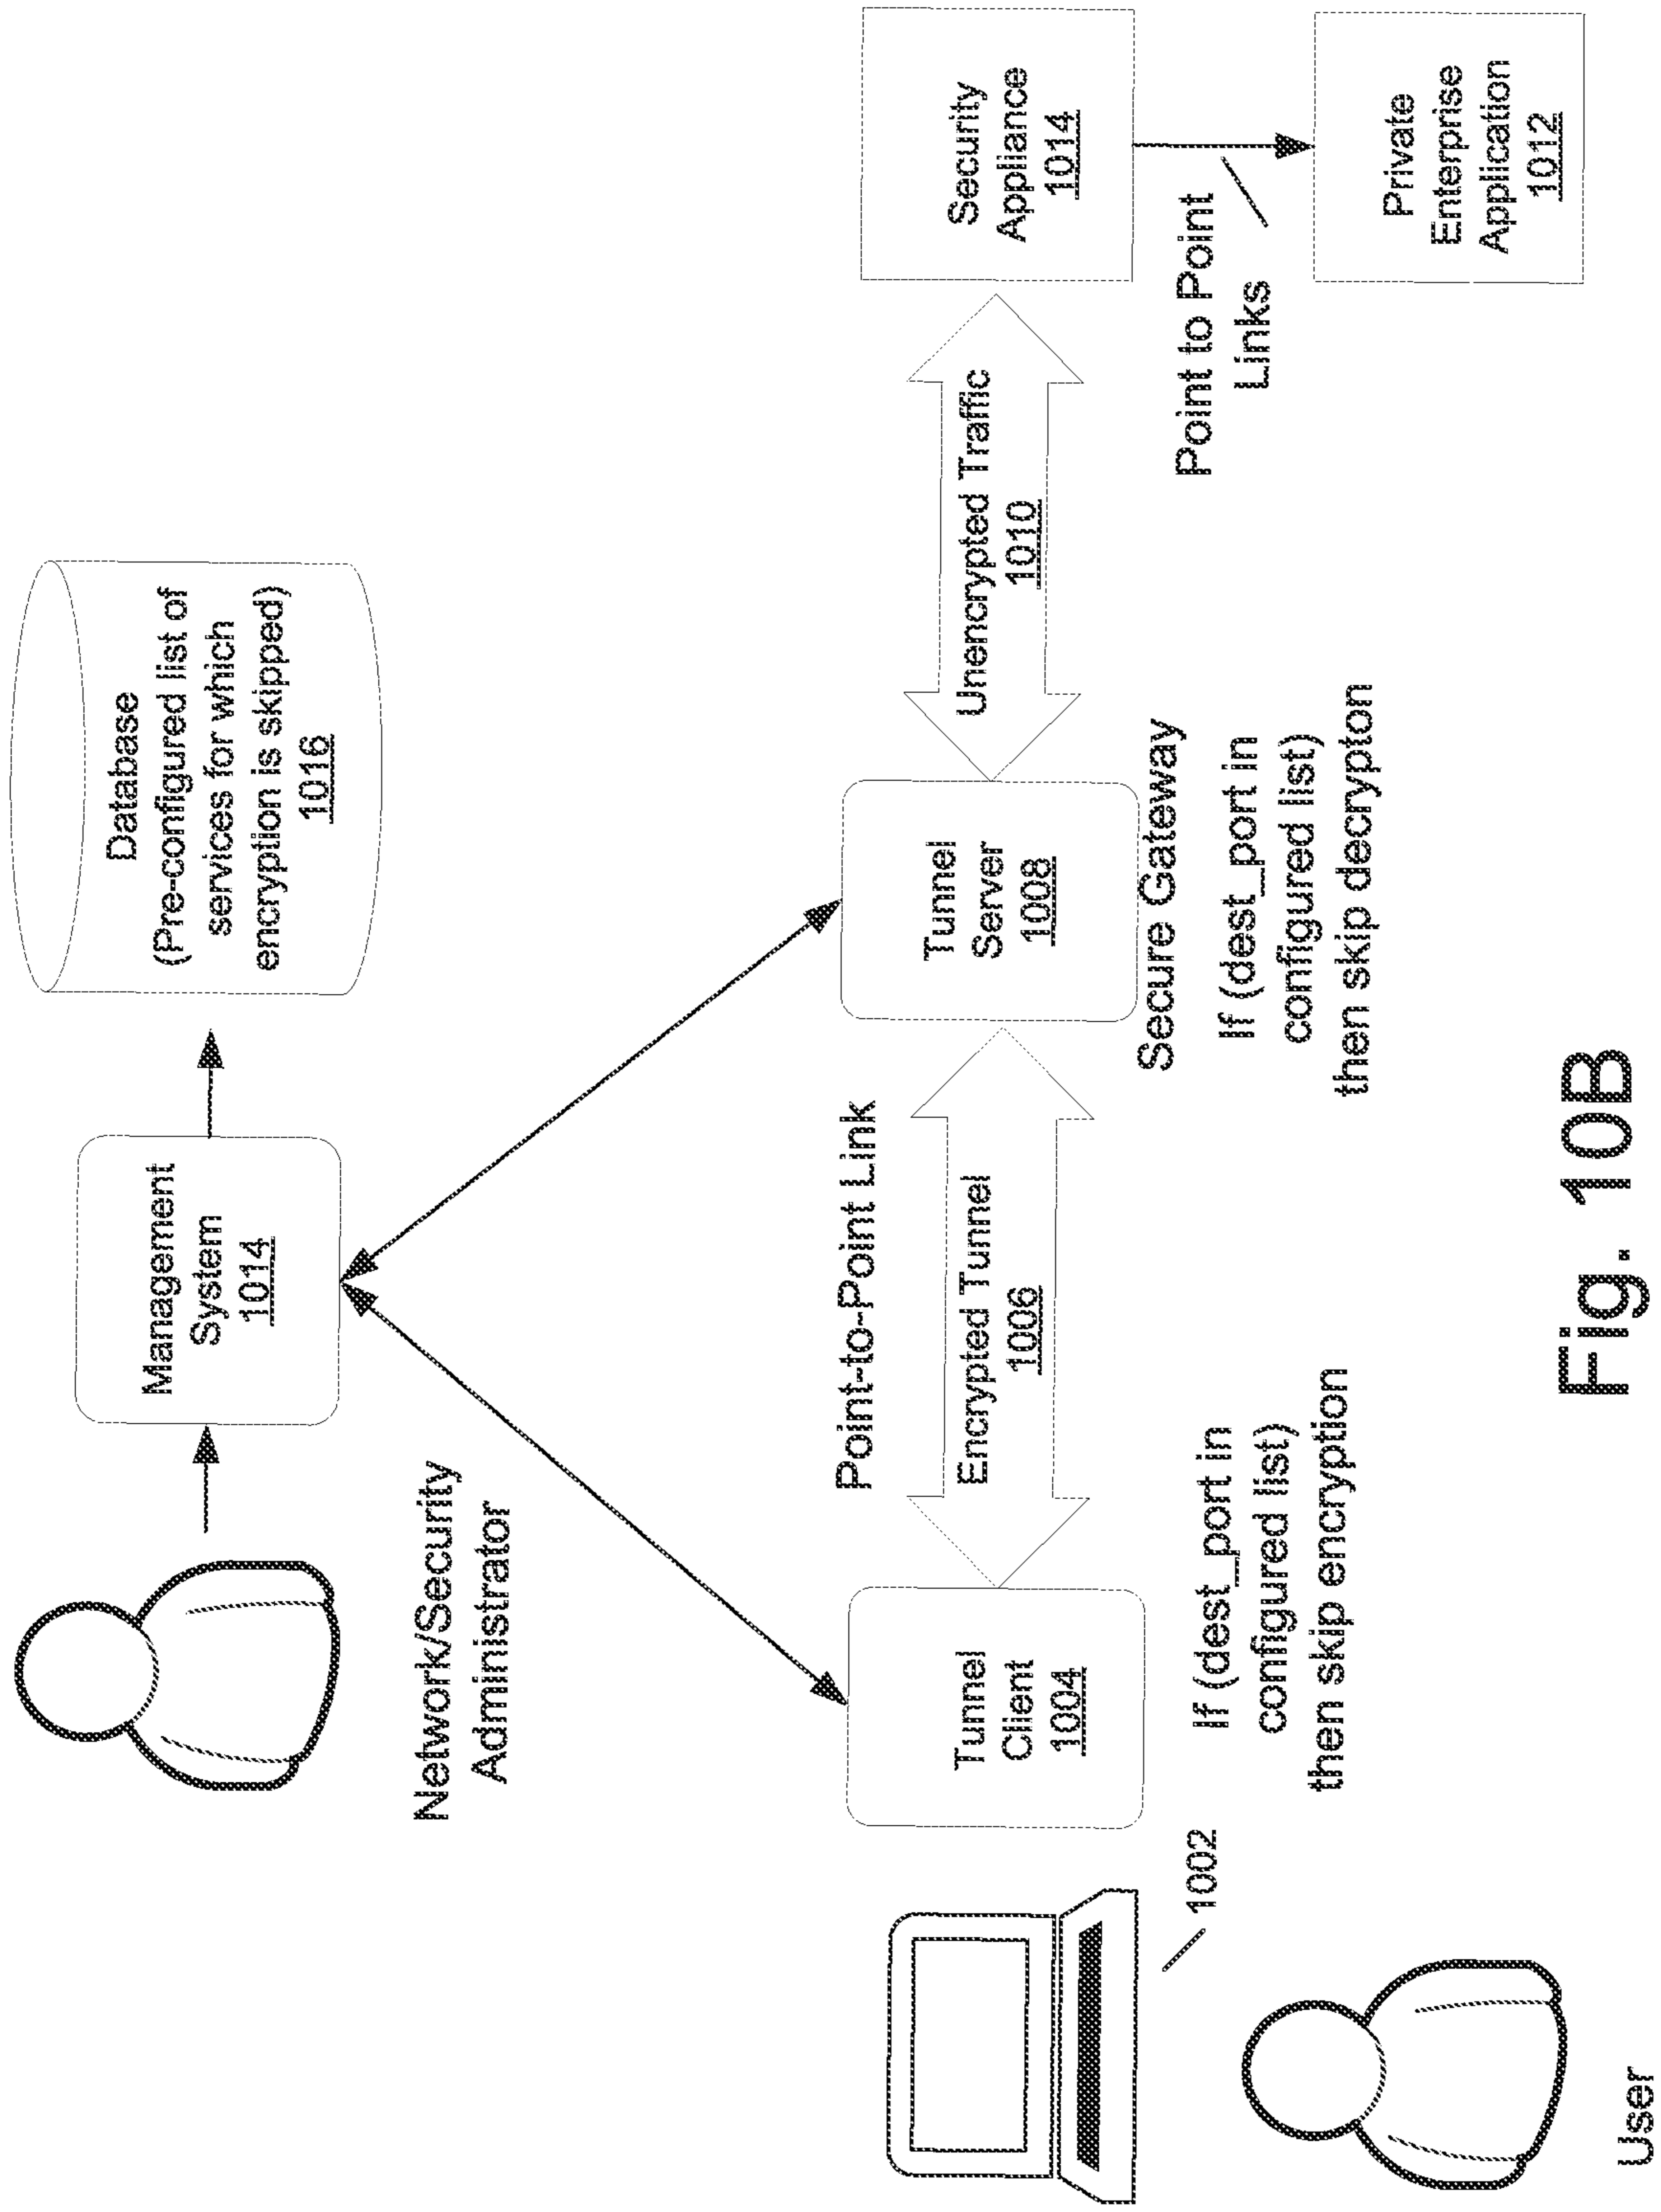 Network/Security
Administrator
Management
System
1014
Database
(Pre-configured list of
services for which
encryption is skipped)
1016
User
1002
Tunnel
Client
1004
If (dest_port in
configured list)
then skip encryption
Point-to-Point Link
Encrypted Tunnel
1006
Tunnel
Server
1008
Secure Gateway
If (dest_port in
configured list)
then skip decrypton
Unencrypted Traffic
1010
Security
Appliance
1014
Point to Point
Links
Private
Enterprise
Application
1012
Fig. 10B